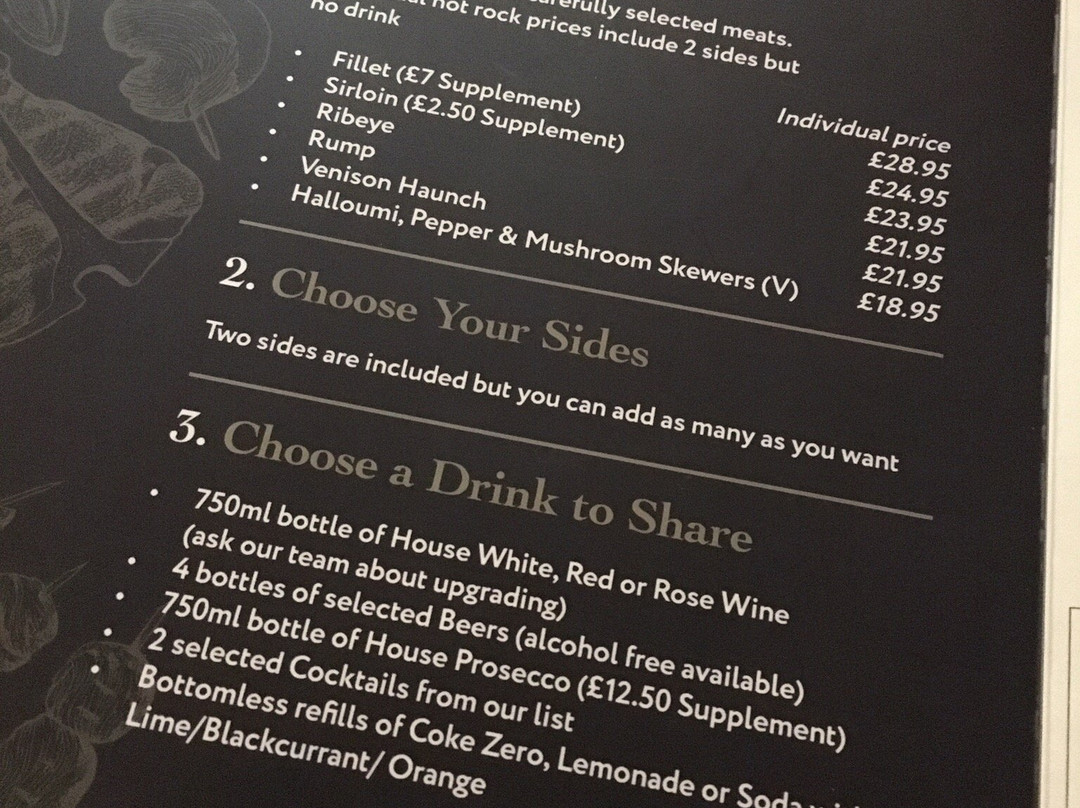 carefully selected meats.
hot rock prices include 2 sides but
no drink
Individual price
• Fillet (£7 Supplement) £28.95
• Sirloin (£2.50 Supplement) £24.95
• Ribeye £23.95
• Rump £21.95
• Venison Haunch £21.95
• Halloumi, Pepper & Mushroom Skewers (V) £18.95
2. Choose Your Sides
Two sides are included but you can add as many as you want
3. Choose a Drink to Share
• 750ml bottle of House White, Red or Rose Wine
(ask our team about upgrading)
• 4 bottles of selected Beers (alcohol free available)
• 750ml bottle of House Prosecco (£12.50 Supplement)
• 2 selected Cocktails from our list
• Bottomless refills of Coke Zero, Lemonade or Soda
Lime/Blackcurrant/ Orange